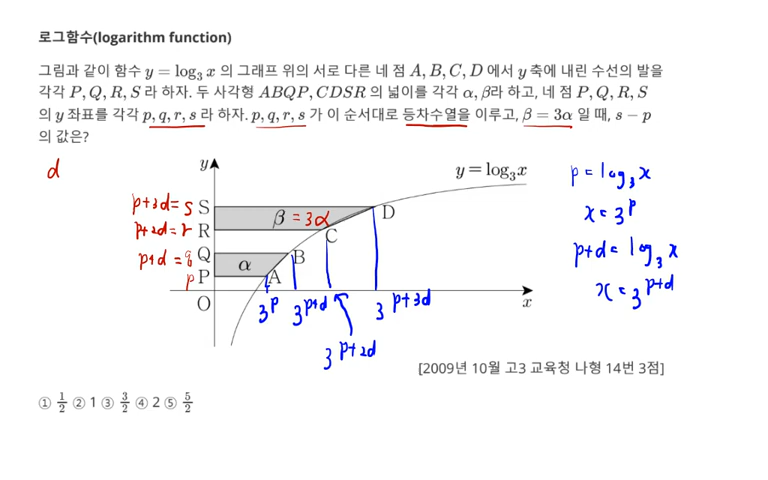 로그함수(logarithm function)
그림과 같이 함수 y = log₃ x 의 그래프 위의 서로 다른 네 점 A, B, C, D 에서 y 축에 내린 수선의 발을
각각 P, Q, R, S 라 하자. 두 사각형 ABQP, CDSR 의 넓이를 각각 α, β라 하고, 네 점 P, Q, R, S
의 y 좌표를 각각 p, q, r, s 라 하자. p, q, r, s 가 이 순서대로 등차수열을 이루고, β = 3α 일 때, s − p
의 값은?
d
y
y = log₃x
p = log₃x
x = 3^p
p+d = log₃x
x = 3^{p+d}
p+3d = s S
β = 3α
D
p+2d = r R
C
p+d = q Q
B
p P
α
A
O
x
3^p
3^{p+d}
3^{p+2d}
3^{p+3d}
[2009년 10월 고3 교육청 나형 14번 3점]
① 1/2 ② 1 ③ 3/2 ④ 2 ⑤ 5/2